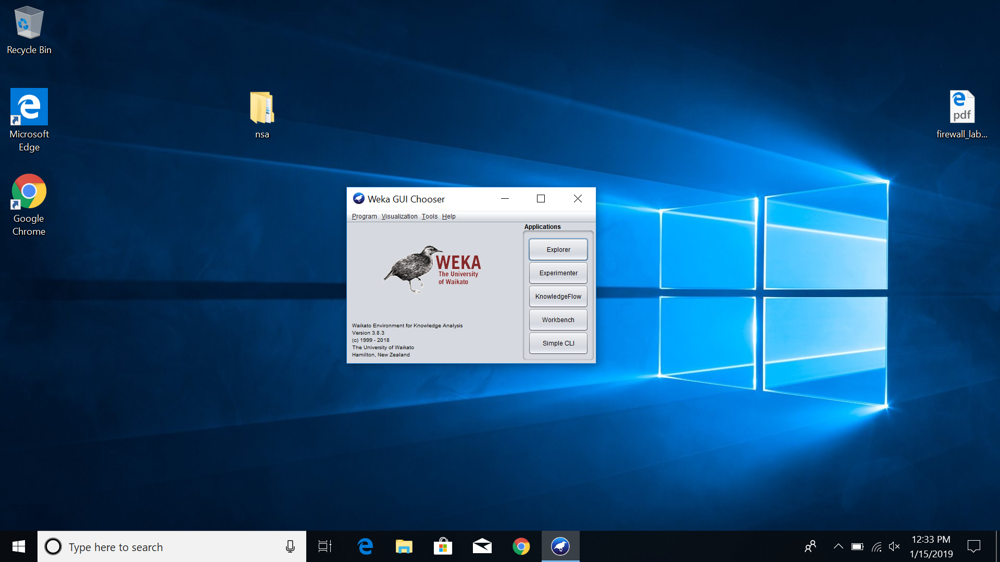 Recycle Bin
Microsoft
Edge
Google
Chrome
nsa
pdf
firewall_lab...
Weka GUI Chooser
Program Visualization Tools Help
Applications
WEKA
The University
of Waikato
Explorer
Experimenter
KnowledgeFlow
Workbench
Simple CLI
Waikato Environment for Knowledge Analysis
Version 3.8.3
(c) 1999 - 2018
The University of Waikato
Hamilton, New Zealand
Type here to search
12:33 PM
1/15/2019